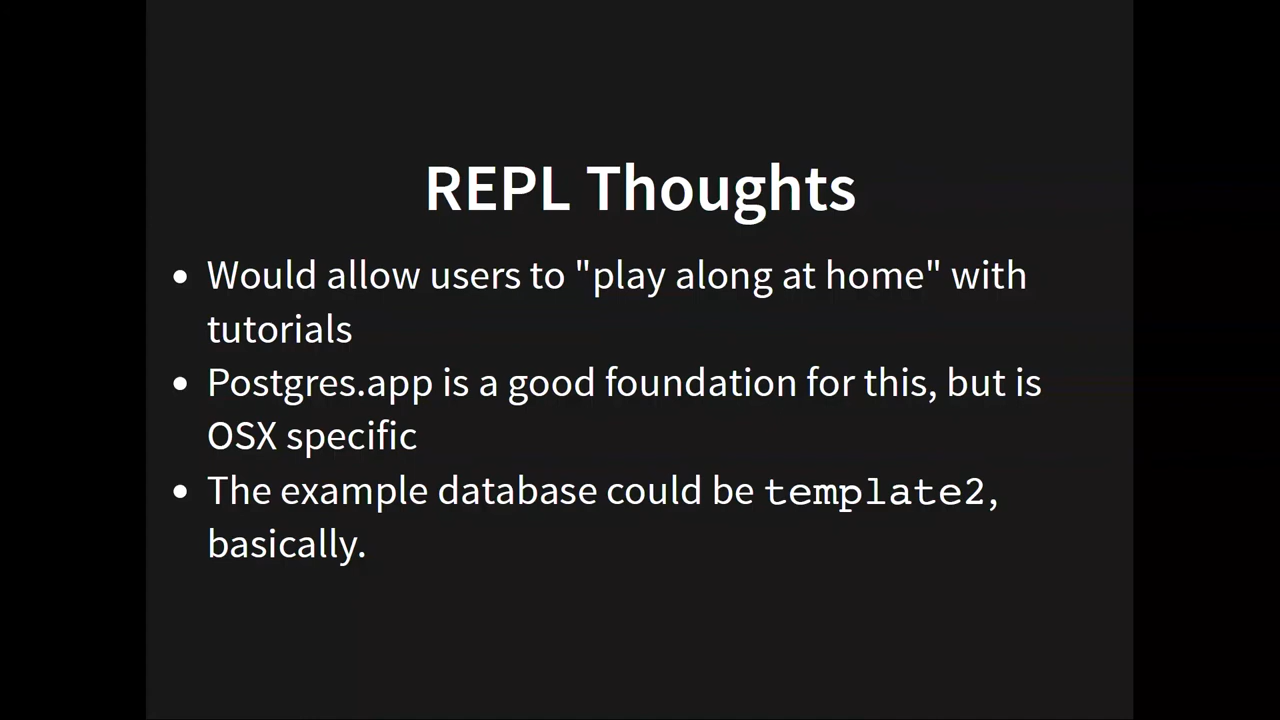 REPL Thoughts
• Would allow users to "play along at home" with
tutorials
• Postgres.app is a good foundation for this, but is
OSX specific
• The example database could be template2,
basically.